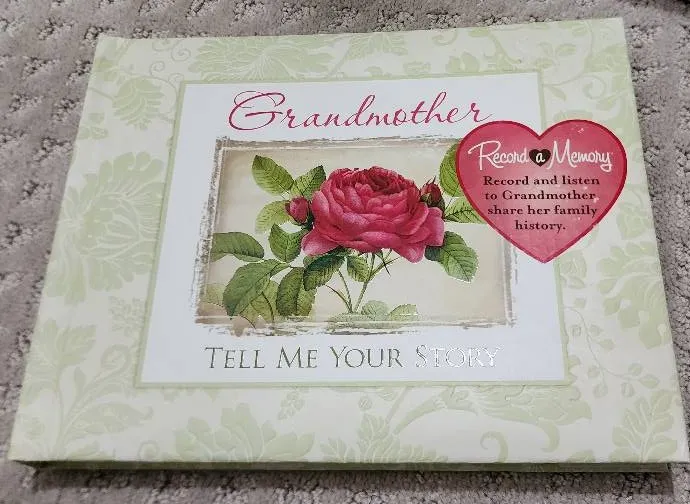 Grandmother
Record a Memory
Record and listen
to Grandmother
share her family
history.
TELL ME YOUR STORY